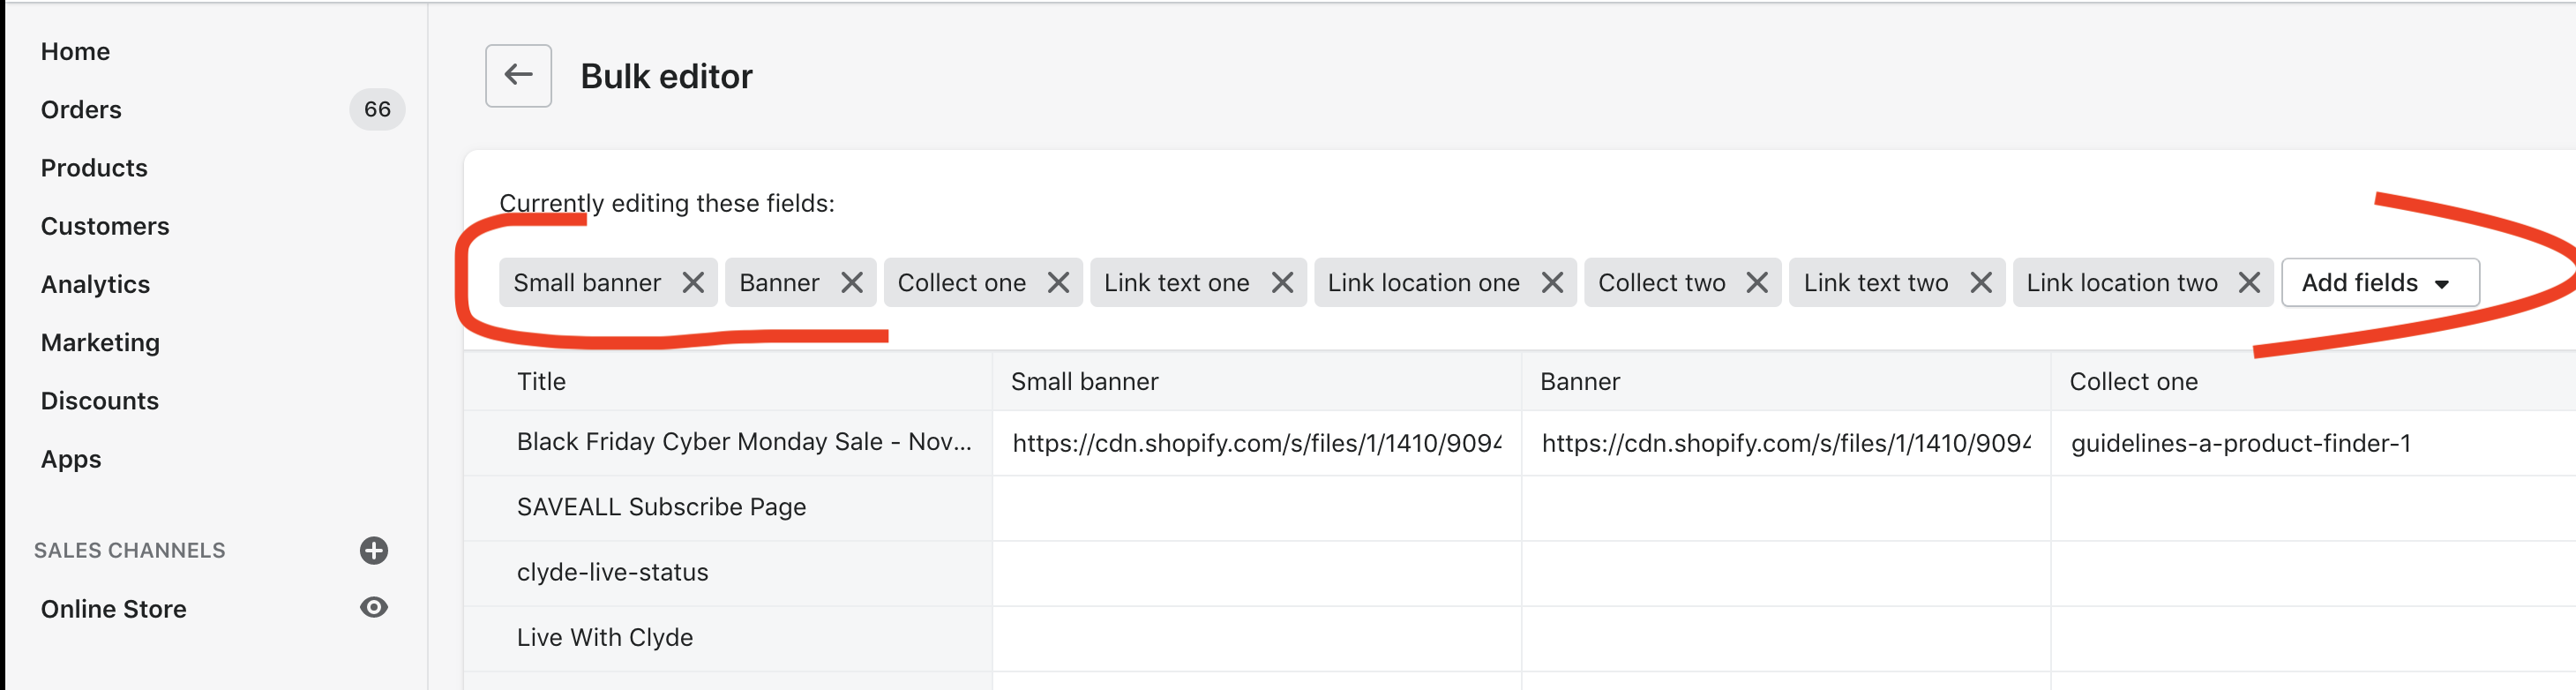 Home
Orders 66
Products
Customers
Analytics
Marketing
Discounts
Apps
SALES CHANNELS
Online Store
Bulk editor
Currently editing these fields:
Small banner Banner Collect one Link text one Link location one Collect two Link text two Link location two Add fields
Title Small banner Banner Collect one
Black Friday Cyber Monday Sale - Nov... https://cdn.shopify.com/s/files/1/1410/9094 https://cdn.shopify.com/s/files/1/1410/9094 guidelines-a-product-finder-1
SAVEALL Subscribe Page
clyde-live-status
Live With Clyde